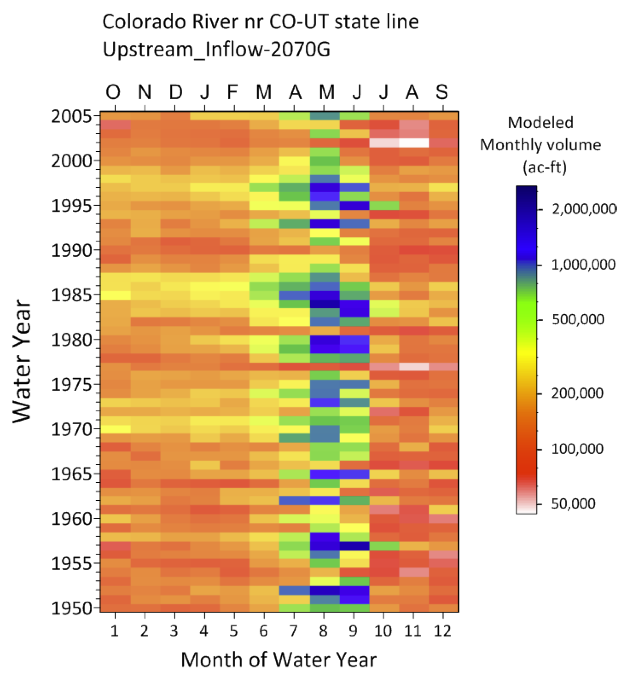 Colorado River nr CO-UT state line
Upstream_Inflow-2070G
O N D J F M A M J J A S
Modeled
Monthly volume
(ac-ft)
2005
2000
1995
1990
1985
1980
1975
1970
1965
1960
1955
1950
Water Year
2,000,000
1,000,000
500,000
200,000
100,000
50,000
1 2 3 4 5 6 7 8 9 10 11 12
Month of Water Year